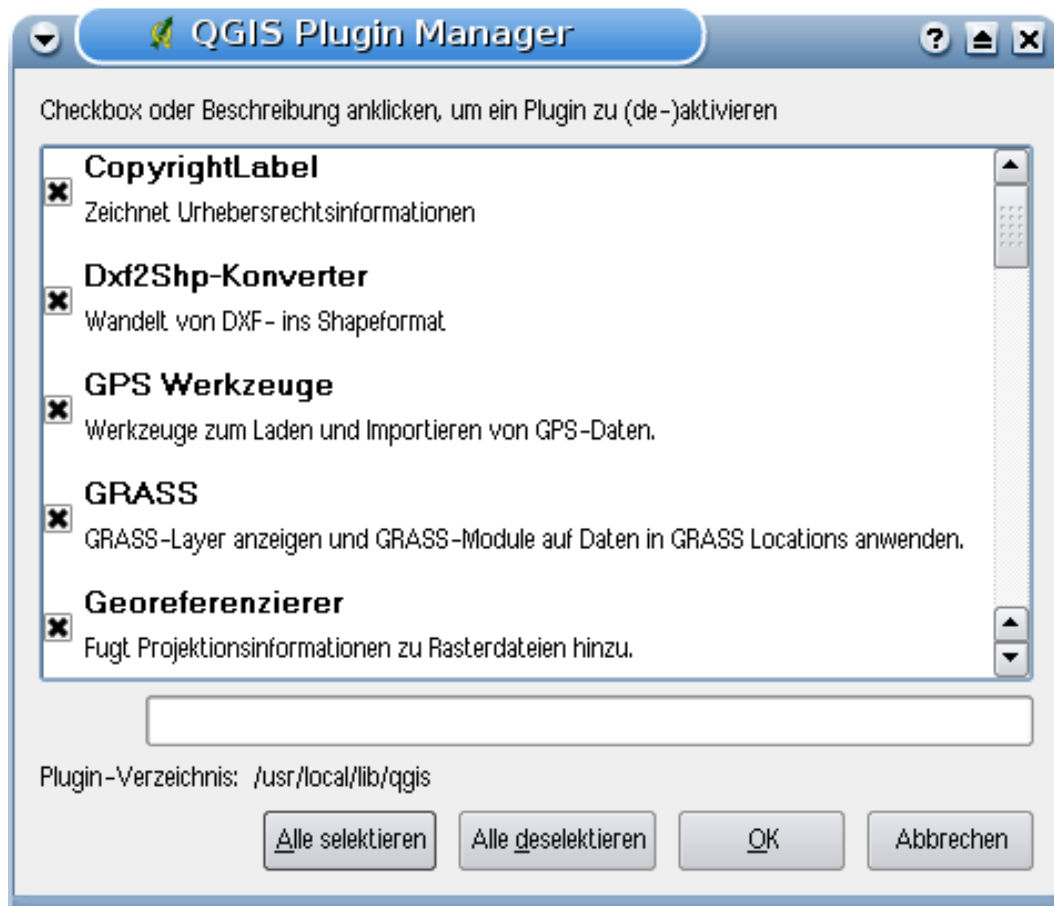 QGIS Plugin Manager
Checkbox oder Beschreibung anklicken, um ein Plugin zu (de-)aktivieren
CopyrightLabel
Zeichnet Urhebersrechtsinformationen
Dxf2Shp-Konverter
Wandelt von DXF- ins Shapeformat
GPS Werkzeuge
Werkzeuge zum Laden und Importieren von GPS-Daten.
GRASS
GRASS-Layer anzeigen und GRASS-Module auf Daten in GRASS Locations anwenden.
Georeferenzierer
Fugt Projektionsinformationen zu Rasterdateien hinzu.
Plugin-Verzeichnis: /usr/local/lib/qgis
Alle selektieren Alle deselektieren OK Abbrechen